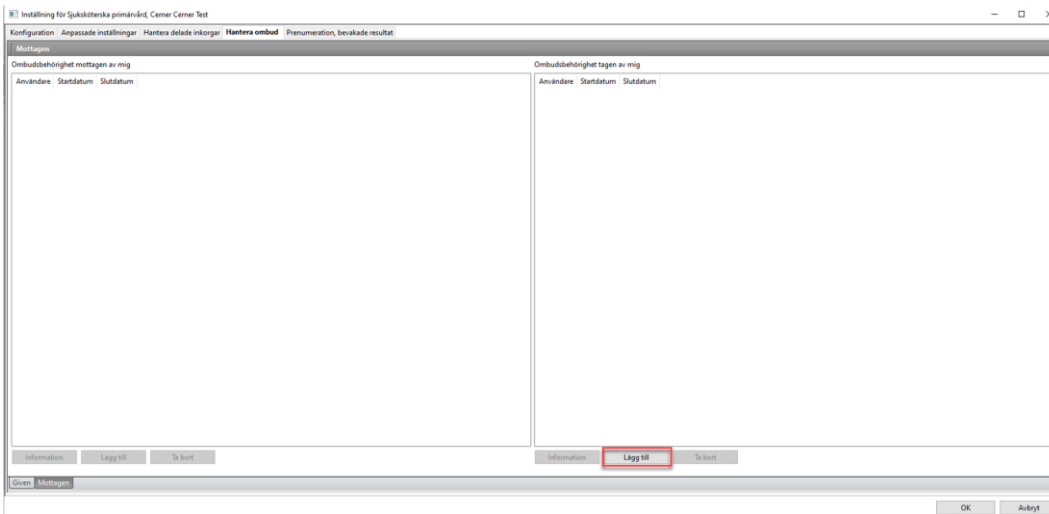 Inställning för Sjuksköterska primärvård, Cerner Cerner Test
Konfiguration Anpassade inställningar Hantera delade inkorgar Hantera ombud Prenumeration, bevakade resultat
Mottagen
Ombudsbehörighet mottagen av mig
Användare Startdatum Slutdatum
Information Lägg till Ta bort
Ombudsbehörighet tagen av mig
Användare Startdatum Slutdatum
Information Lägg till Ta bort
Given Mottagen
OK Avbryt